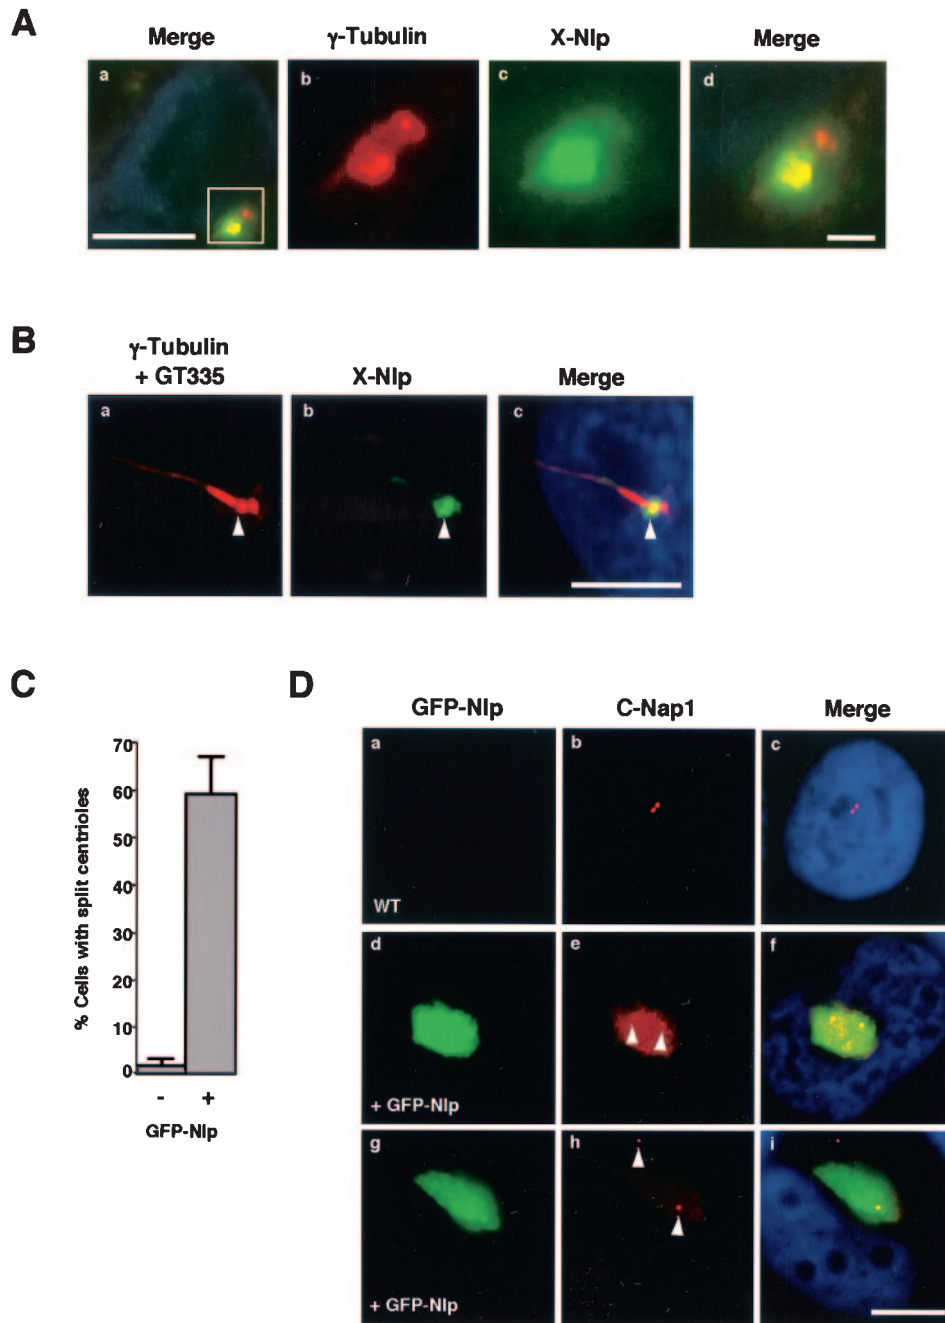 A
Merge
γ-Tubulin
X-Nlp
Merge
a
b
c
d
B
γ-Tubulin
+ GT335
X-Nlp
Merge
a
b
c
C
% Cells with split centrioles
70
60
50
40
30
20
10
0
- +
GFP-Nlp
D
GFP-Nlp
C-Nap1
Merge
a
b
c
WT
d
e
f
+ GFP-Nlp
g
h
i
+ GFP-Nlp